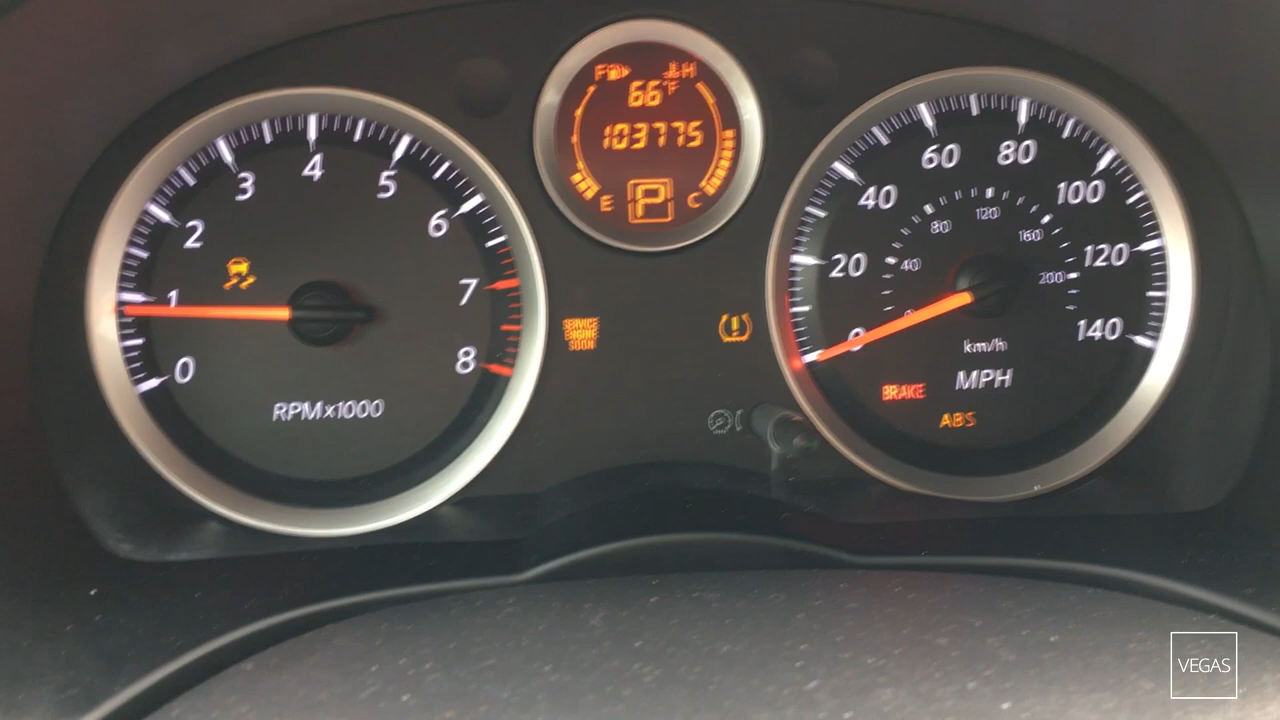 F H
66°F
103775
E P C
0 1 2 3 4 5 6 7 8
RPMx1000
SERVICE
ENGINE
SOON
0 20 40 60 80 100 120 140
40 80 120 160 200
km/h
MPH
BRAKE
ABS
VEGAS